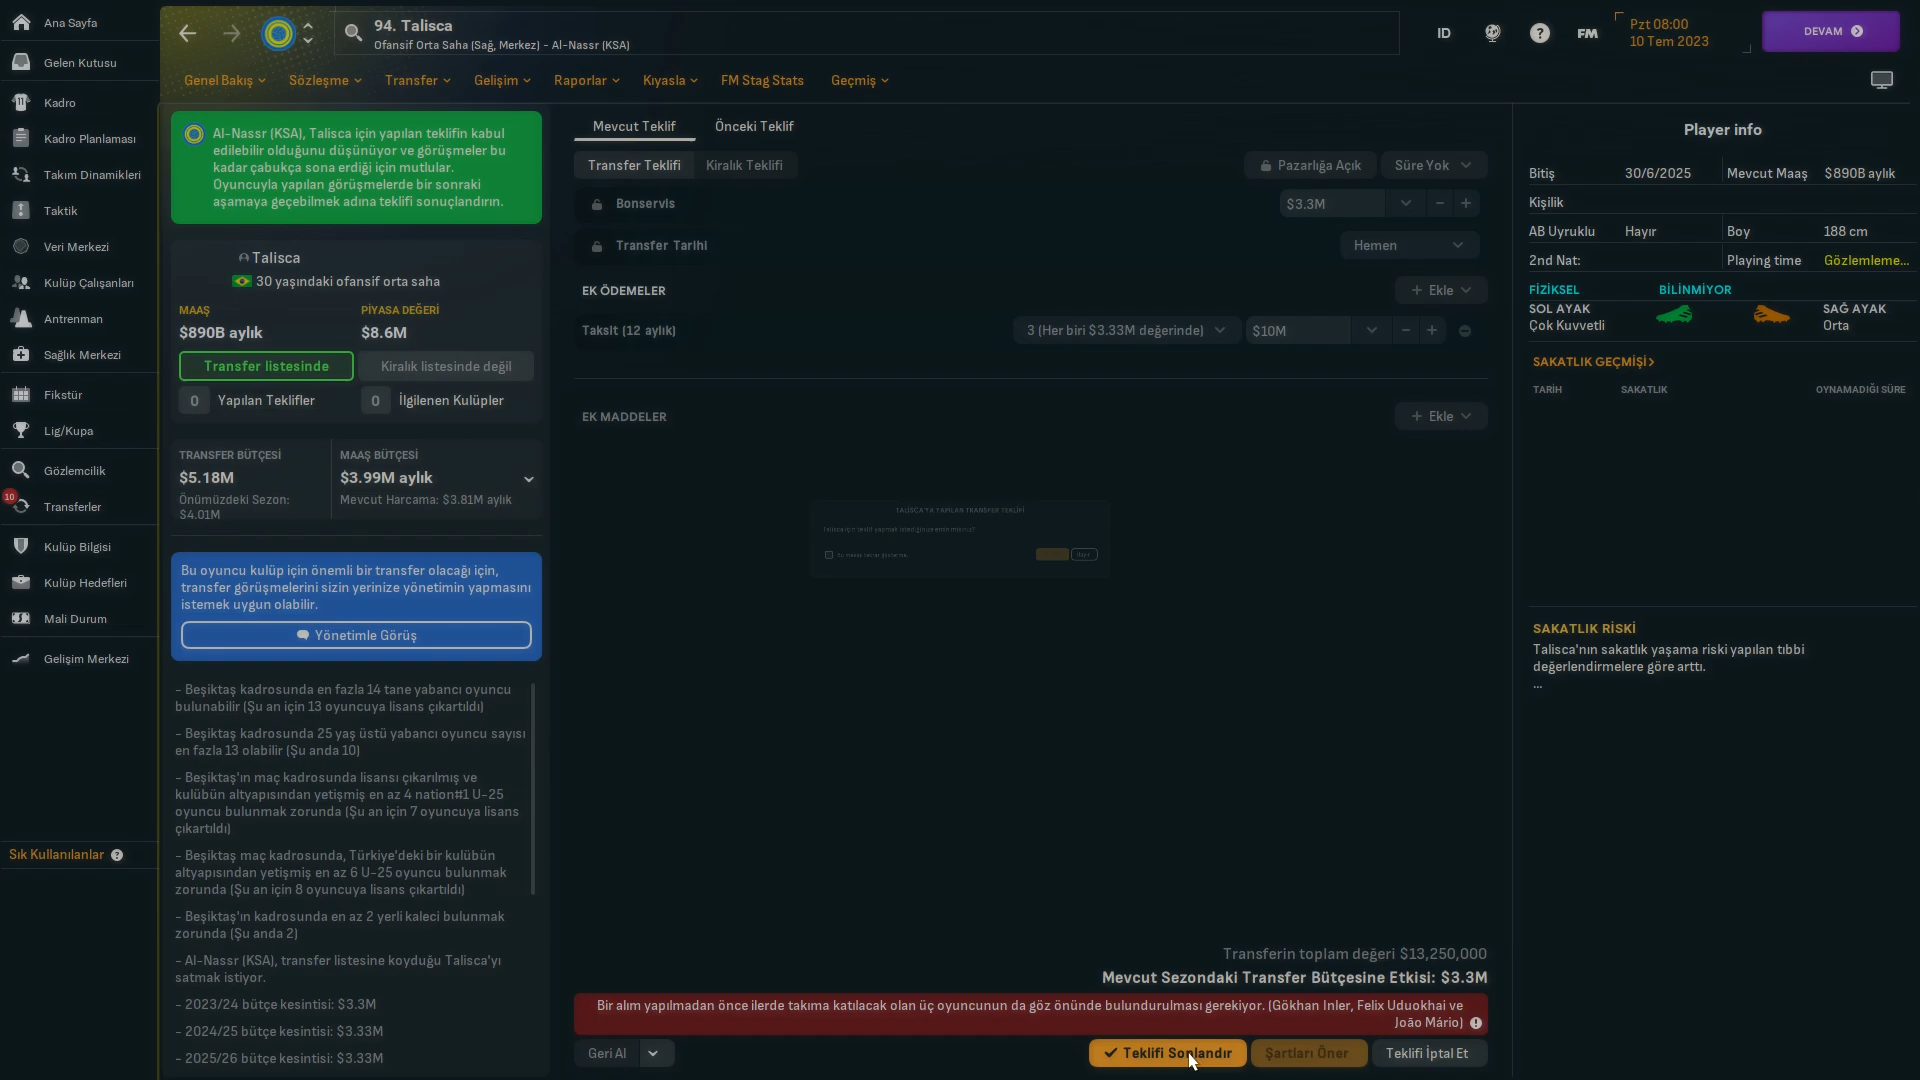 Ana Sayfa
Gelen Kutusu
Kadro
Kadro Planlaması
Takım Dinamikleri
Taktik
Veri Merkezi
Kulüp Çalışanları
Antrenman
Sağlık Merkezi
Fikstür
Lig/Kupa
Gözlemcilik
10
Transferler
Kulüp Bilgisi
Kulüp Hedefleri
Mali Durum
Gelişim Merkezi
Sık Kullanılanlar ?
94. Talisca
Ofansif Orta Saha (Sağ, Merkez) - Al-Nassr (KSA)
ID
?
FM
Pzt 08:00
10 Tem 2023
DEVAM
Genel Bakış
Sözleşme
Transfer
Gelişim
Raporlar
Kıyasla
FM Stag Stats
Geçmiş
Al-Nassr (KSA), Talisca için yapılan teklifin kabul
edilebilir olduğunu düşünüyor ve görüşmeler bu
kadar çabukça sona erdiği için mutlular.
Oyuncuyla yapılan görüşmelerde bir sonraki
aşamaya geçebilmek adına teklifi sonuçlandırın.
Talisca
30 yaşındaki ofansif orta saha
MAAŞ
PİYASA DEĞERİ
$890B aylık
$8.6M
Transfer listesinde
Kiralık listesinde değil
0 Yapılan Teklifler
0 İlgilenen Kulüpler
TRANSFER BÜTÇESİ
MAAŞ BÜTÇESİ
$5.18M
$3.99M aylık
Önümüzdeki Sezon:
$4.01M
Mevcut Harcama: $3.81M aylık
Bu oyuncu kulüp için önemli bir transfer olacağı için,
transfer görüşmelerini sizin yerinize yönetimin yapmasını
istemek uygun olabilir.
Yönetimle Görüş
- Beşiktaş kadrosunda en fazla 14 tane yabancı oyuncu
bulunabilir (Şu an için 13 oyuncuya lisans çıkartıldı)
- Beşiktaş kadrosunda 25 yaş üstü yabancı oyuncu sayısı
en fazla 13 olabilir (Şu anda 10)
- Beşiktaş'ın maç kadrosunda lisansı çıkarılmış ve
kulübün altyapısından yetişmiş en az 4 nation#1 U-25
oyuncu bulunmak zorunda (Şu an için 7 oyuncuya lisans
çıkartıldı)
- Beşiktaş maç kadrosunda, Türkiye'deki bir kulübün
altyapısından yetişmiş en az 6 U-25 oyuncu bulunmak
zorunda (Şu an için 8 oyuncuya lisans çıkartıldı)
- Beşiktaş'ın kadrosunda en az 2 yerli kaleci bulunmak
zorunda (Şu anda 2)
- Al-Nassr (KSA), transfer listesine koyduğu Talisca'yı
satmak istiyor.
- 2023/24 bütçe kesintisi: $3.3M
- 2024/25 bütçe kesintisi: $3.33M
- 2025/26 bütçe kesintisi: $3.33M
Mevcut Teklif
Önceki Teklif
Transfer Teklifi
Kiralık Teklifi
Pazarlığa Açık
Süre Yok
Bonservis
$3.3M
Transfer Tarihi
Hemen
EK ÖDEMELER
Ekle
Taksit (12 aylık)
3 (Her biri $3.33M değerinde)
$10M
EK MADDELER
Ekle
TALISCA'YA YAPILAN TRANSFER TEKLİFİ
Talisca için teklif yapmak istediğinize emin misiniz?
Hayır
Transferin toplam değeri $13,250,000
Mevcut Sezondaki Transfer Bütçesine Etkisi: $3.3M
Bir alım yapılmadan önce ilerde takıma katılacak olan üç oyuncunun da göz önünde bulundurulması gerekiyor. (Gökhan Inler, Felix Uduokhai ve
João Mário)
Geri Al
Teklifi Sonlandır
Şartları Öner
Teklifi İptal Et
Player info
Bitiş 30/6/2025
Mevcut Maaş $890B aylık
Kişilik
AB Uyruklu Hayır
Boy 188 cm
2nd Nat:
Playing time Gözlemleme...
FİZİKSEL
BİLİNMİYOR
SOL AYAK
Çok Kuvvetli
SAĞ AYAK
Orta
SAKATLIK GEÇMİŞİ>
TARİH
SAKATLIK
OYNAMADIĞI SÜRE
SAKATLIK RİSKİ
Talisca'nın sakatlık yaşama riski yapılan tıbbi
değerlendirmelere göre arttı.
...